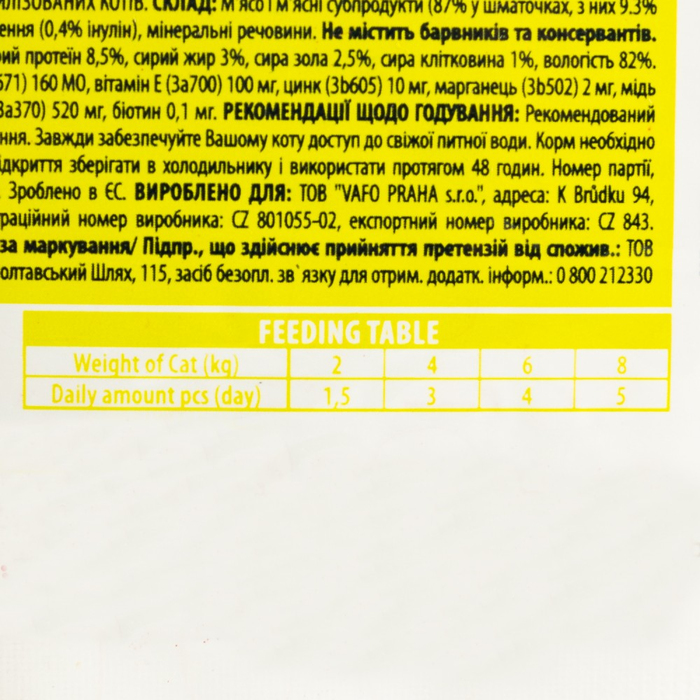 ИЛІЗОВАНИХ КОТІВ. СКЛАД: М'ясо і м'ясні субпродукти (87% у шматочках, з них 9.3%
ення (0,4% інулін), мінеральні речовини. Не містить барвників та консервантів.
ий протеїн 8,5%, сирий жир 3%, сира зола 2,5%, сира клітковина 1%, вологість 82%.
671) 160 МО, вітамін Е (3а700) 100 мг, цинк (3b605) 10 мг, марганець (3b502) 2 мг, мідь
3а370) 520 мг, біотин 0,1 мг. РЕКОМЕНДАЦІЇ ЩОДО ГОДУВАННЯ: Рекомендований
ння. Завжди забезпечуйте Вашому коту доступ до свіжої питної води. Корм необхідно
ідкриття зберігати в холодильнику і використати протягом 48 годин. Номер партії,
. Зроблено в ЄС. ВИРОБЛЕНО ДЛЯ: ТОВ "VAFO PRAHA s.r.o.", адреса: K Brůdku 94,
раційний номер виробника: CZ 801055-02, експортний номер виробника: CZ 843.
за маркування/ Підпр., що здійснює прийняття претензій від спожив.: ТОВ
олтавський Шлях, 115, засіб безопл. зв`язку для отрим. додатк. інформ.: 0 800 212330
FEEDING TABLE
Weight of Cat (kg) 2 4 6 8
Daily amount pcs (day) 1,5 3 4 5